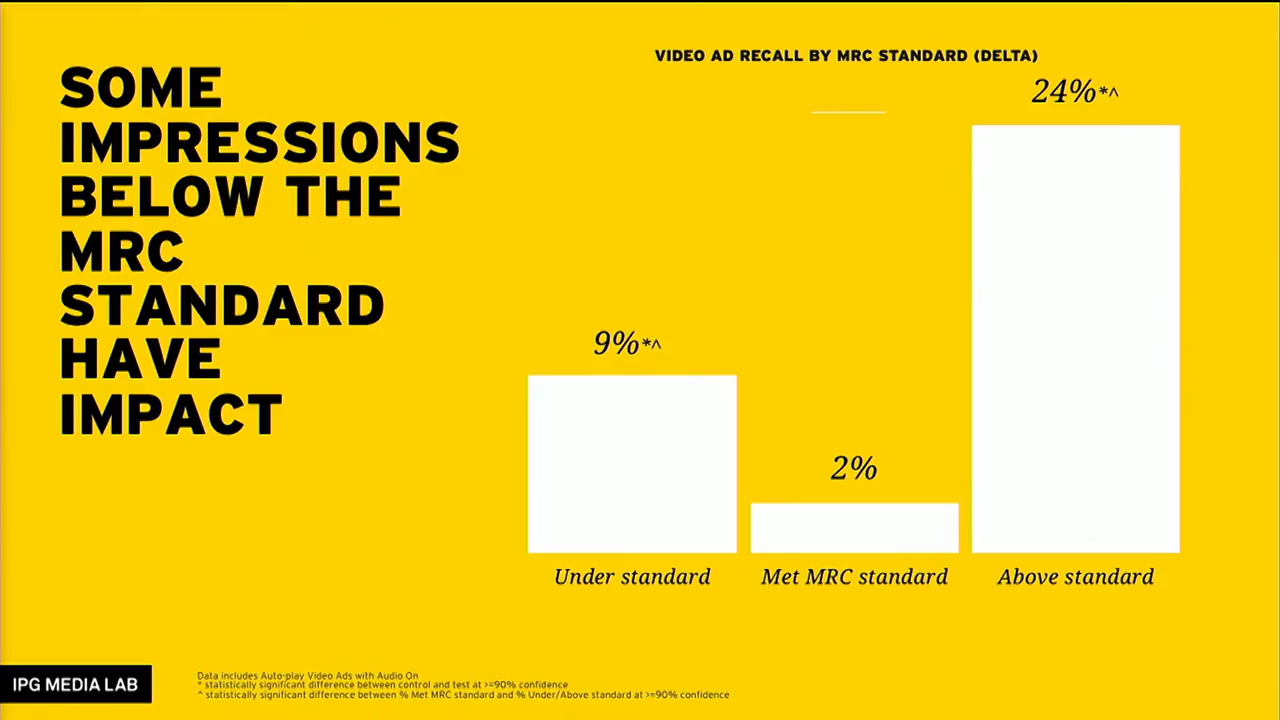 SOME
IMPRESSIONS
BELOW THE
MRC
STANDARD
HAVE
IMPACT
VIDEO AD RECALL BY MRC STANDARD (DELTA)
24%*^
9%*^
2%
Under standard
Met MRC standard
Above standard
IPG MEDIA LAB
Data includes Auto-play Video Ads with Audio On
* statistically significant difference between control and test at >=90% confidence
^ statistically significant difference between % Met MRC standard and % Under/Above standard at >=90% confidence